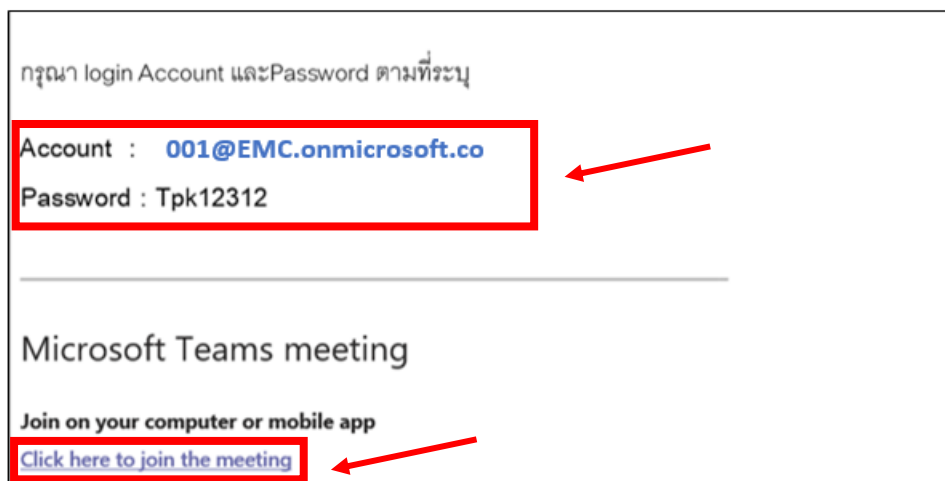 กรุณา login Account และPassword ตามที่ระบุ
Account : 001@EMC.onmicrosoft.co
Password : Tpk12312
Microsoft Teams meeting
Join on your computer or mobile app
Click here to join the meeting